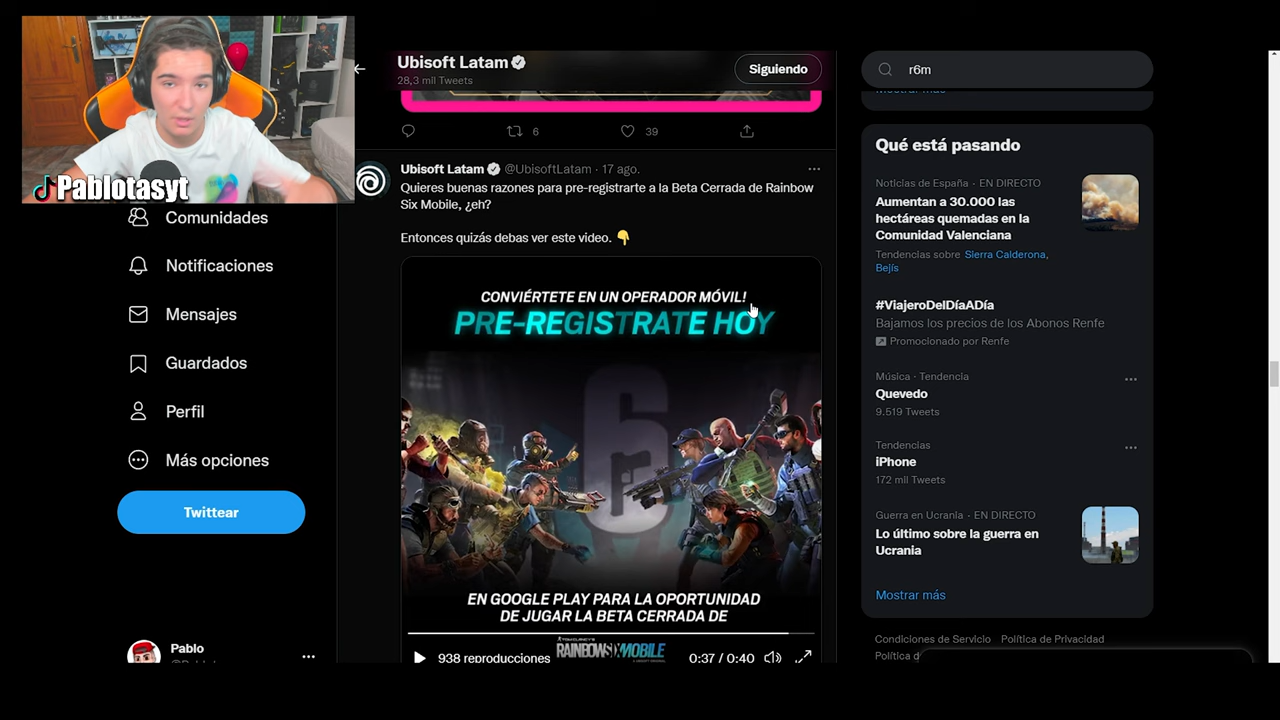 Pablotasyt
Comunidades
Notificaciones
Mensajes
Guardados
Perfil
Más opciones
Twittear
Pablo
Ubisoft Latam
28,3 mil Tweets
Siguiendo
6
39
Ubisoft Latam @UbisoftLatam · 17 ago.
Quieres buenas razones para pre-registrarte a la Beta Cerrada de Rainbow
Six Mobile, ¿eh?
Entonces quizás debas ver este video. 👇
CONVIÉRTETE EN UN OPERADOR MÓVIL!
PRE-REGISTRATE HOY
6
EN GOOGLE PLAY PARA LA OPORTUNIDAD
DE JUGAR LA BETA CERRADA DE
RAINBOW SIX MOBILE
938 reproducciones
0:37 / 0:40
r6m
Mostrar más
Qué está pasando
Noticias de España · EN DIRECTO
Aumentan a 30.000 las
hectáreas quemadas en la
Comunidad Valenciana
Tendencias sobre Sierra Calderona,
Bejís
#ViajeroDelDíaADía
Bajamos los precios de los Abonos Renfe
Promocionado por Renfe
Música · Tendencia
Quevedo
9.519 Tweets
Tendencias
iPhone
172 mil Tweets
Guerra en Ucrania · EN DIRECTO
Lo último sobre la guerra en
Ucrania
Mostrar más
Condiciones de Servicio Política de Privacidad